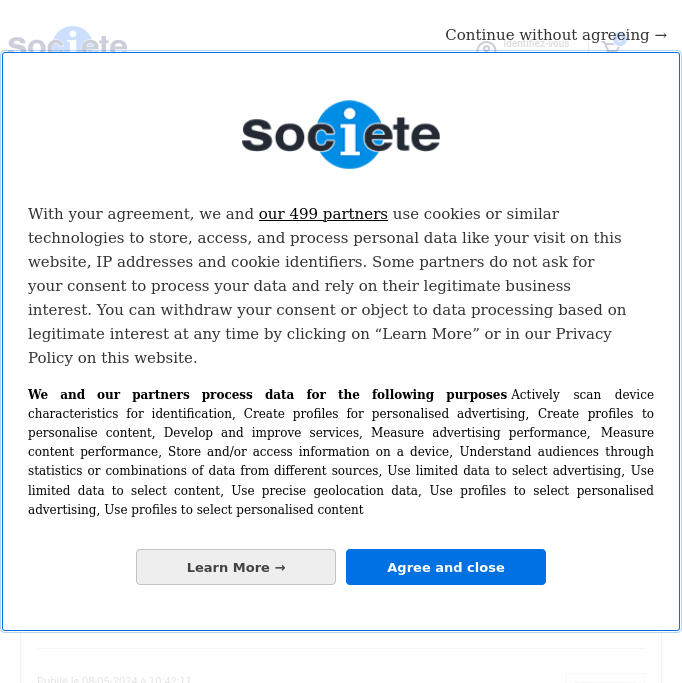 Continue without agreeing →
societe
Identifiez-vous
societe
With your agreement, we and our 499 partners use cookies or similar
technologies to store, access, and process personal data like your visit on this
website, IP addresses and cookie identifiers. Some partners do not ask for
your consent to process your data and rely on their legitimate business
interest. You can withdraw your consent or object to data processing based on
legitimate interest at any time by clicking on “Learn More” or in our Privacy
Policy on this website.
We and our partners process data for the following purposes Actively scan device
characteristics for identification, Create profiles for personalised advertising, Create profiles to
personalise content, Develop and improve services, Measure advertising performance, Measure
content performance, Store and/or access information on a device, Understand audiences through
statistics or combinations of data from different sources, Use limited data to select advertising, Use
limited data to select content, Use precise geolocation data, Use profiles to select personalised
advertising, Use profiles to select personalised content
Learn More →
Agree and close
Publié le 08-05-2024 à 10:42:11